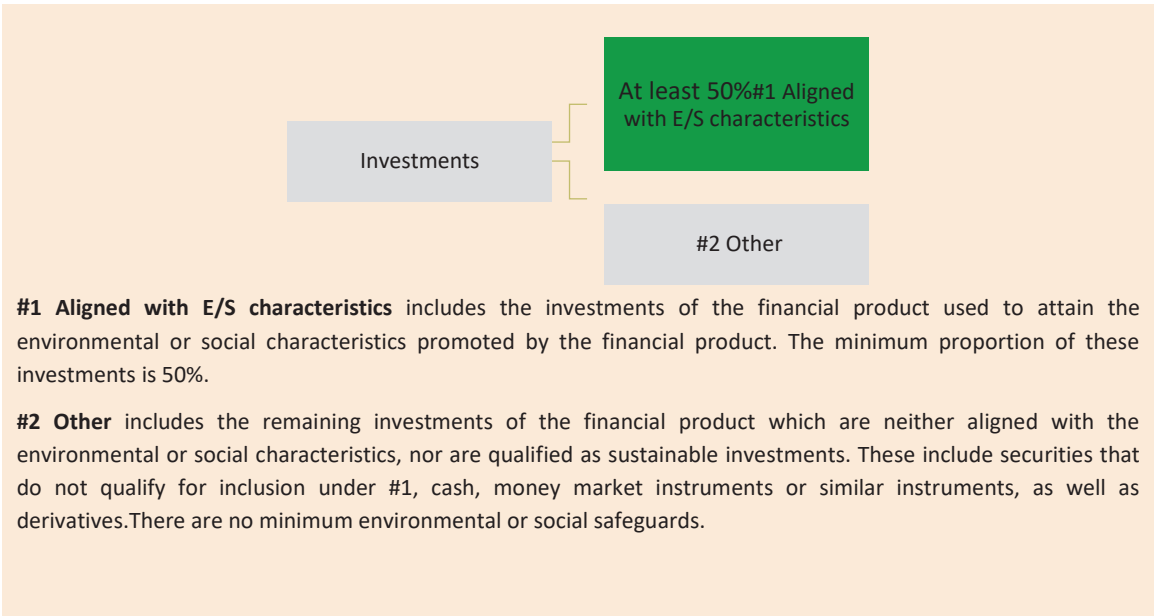 At least 50%#1 Aligned
with E/S characteristics
Investments
#2 Other
#1 Aligned with E/S characteristics includes the investments of the financial product used to attain the
environmental or social characteristics promoted by the financial product. The minimum proportion of these
investments is 50%.
#2 Other includes the remaining investments of the financial product which are neither aligned with the
environmental or social characteristics, nor are qualified as sustainable investments. These include securities that
do not qualify for inclusion under #1, cash, money market instruments or similar instruments, as well as
derivatives.There are no minimum environmental or social safeguards.